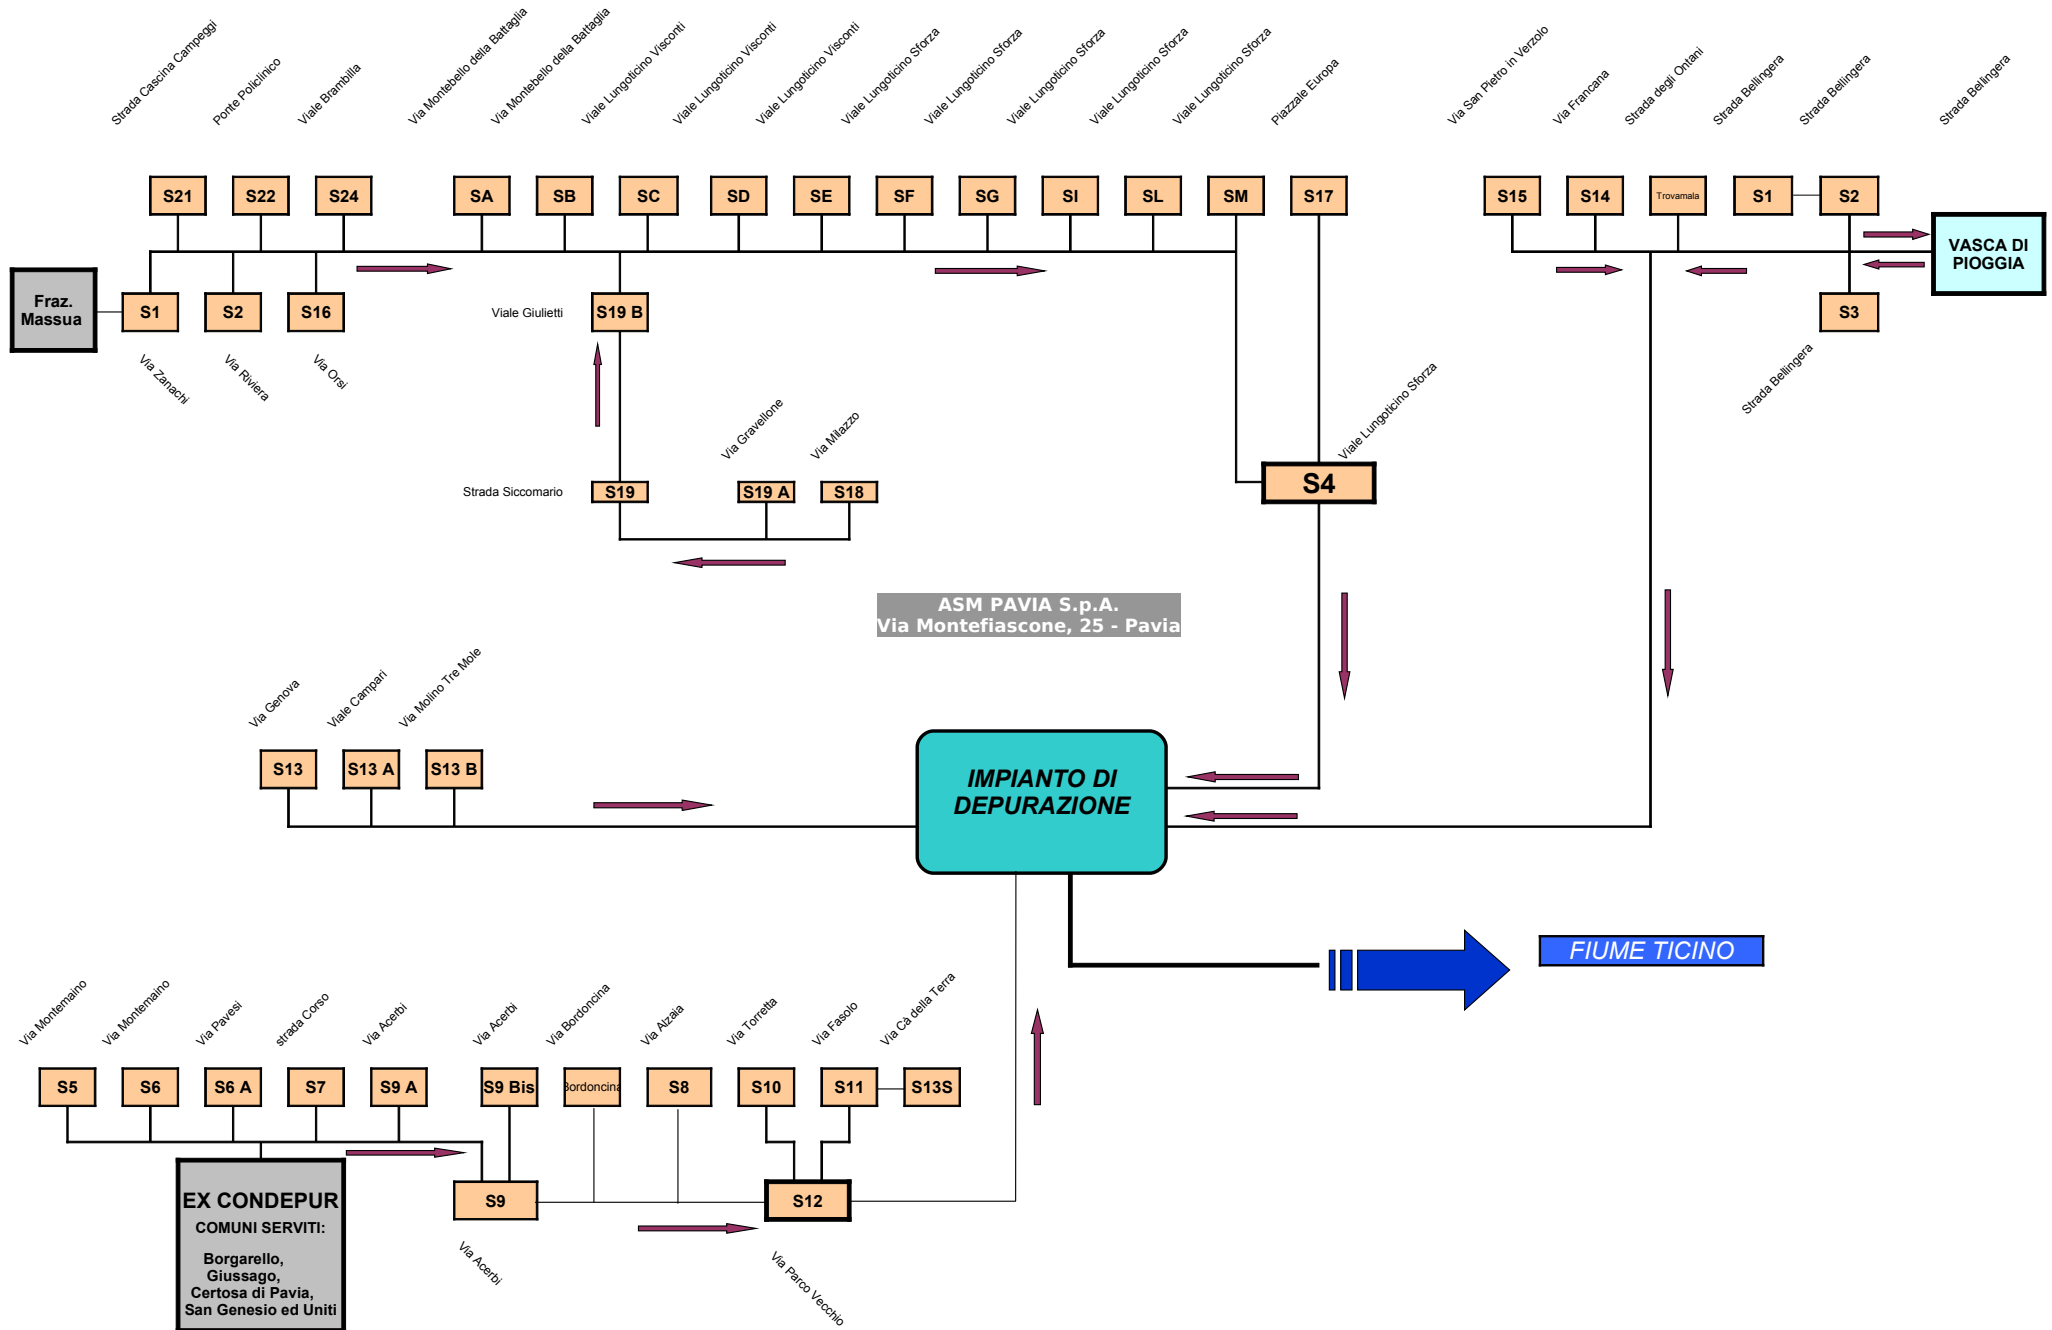 Strada Cascina Campeggi
Ponte Policlinico
Viale Brambilla
Via Montebello della Battaglia
Via Montebello della Battaglia
Viale Lungoticino Visconti
Viale Lungoticino Visconti
Viale Lungoticino Visconti
Viale Lungoticino Sforza
Viale Lungoticino Sforza
Viale Lungoticino Sforza
Viale Lungoticino Sforza
Viale Lungoticino Sforza
Piazzale Europa
Via San Pietro in Verzolo
Via Francana
Strada degli Ontani
Strada Bellingera
Strada Bellingera
Strada Bellingera
S21
S22
S24
SA
SB
SC
SD
SE
SF
SG
SI
SL
SM
S17
S15
S14
Trovamala
S1
S2
VASCA DI
PIOGGIA
Fraz.
Massua
S1
S2
S16
Viale Giulietti
S19 B
S3
Via Zanachi
Via Riviera
Via Orsi
Strada Bellingera
Via Gravellone
Via Milazzo
Viale Lungoticino Sforza
Strada Siccomario
S19
S19 A
S18
S4
ASM PAVIA S.p.A.
Via Montefiascone, 25 - Pavia
Via Genova
Viale Campari
Via Molino Tre Mole
S13
S13 A
S13 B
IMPIANTO DI
DEPURAZIONE
FIUME TICINO
Via Montemaino
Via Montemaino
Via Pavesi
strada Corso
Via Acerbi
Via Acerbi
Via Bordoncina
Via Alzaia
Via Torretta
Via Fasolo
Via Cà della Terra
S5
S6
S6 A
S7
S9 A
S9 Bis
Bordoncina
S8
S10
S11
S13S
S9
S12
Via Acerbi
Via Parco Vecchio
EX CONDEPUR
COMUNI SERVITI:
Borgarello,
Giussago,
Certosa di Pavia,
San Genesio ed Uniti